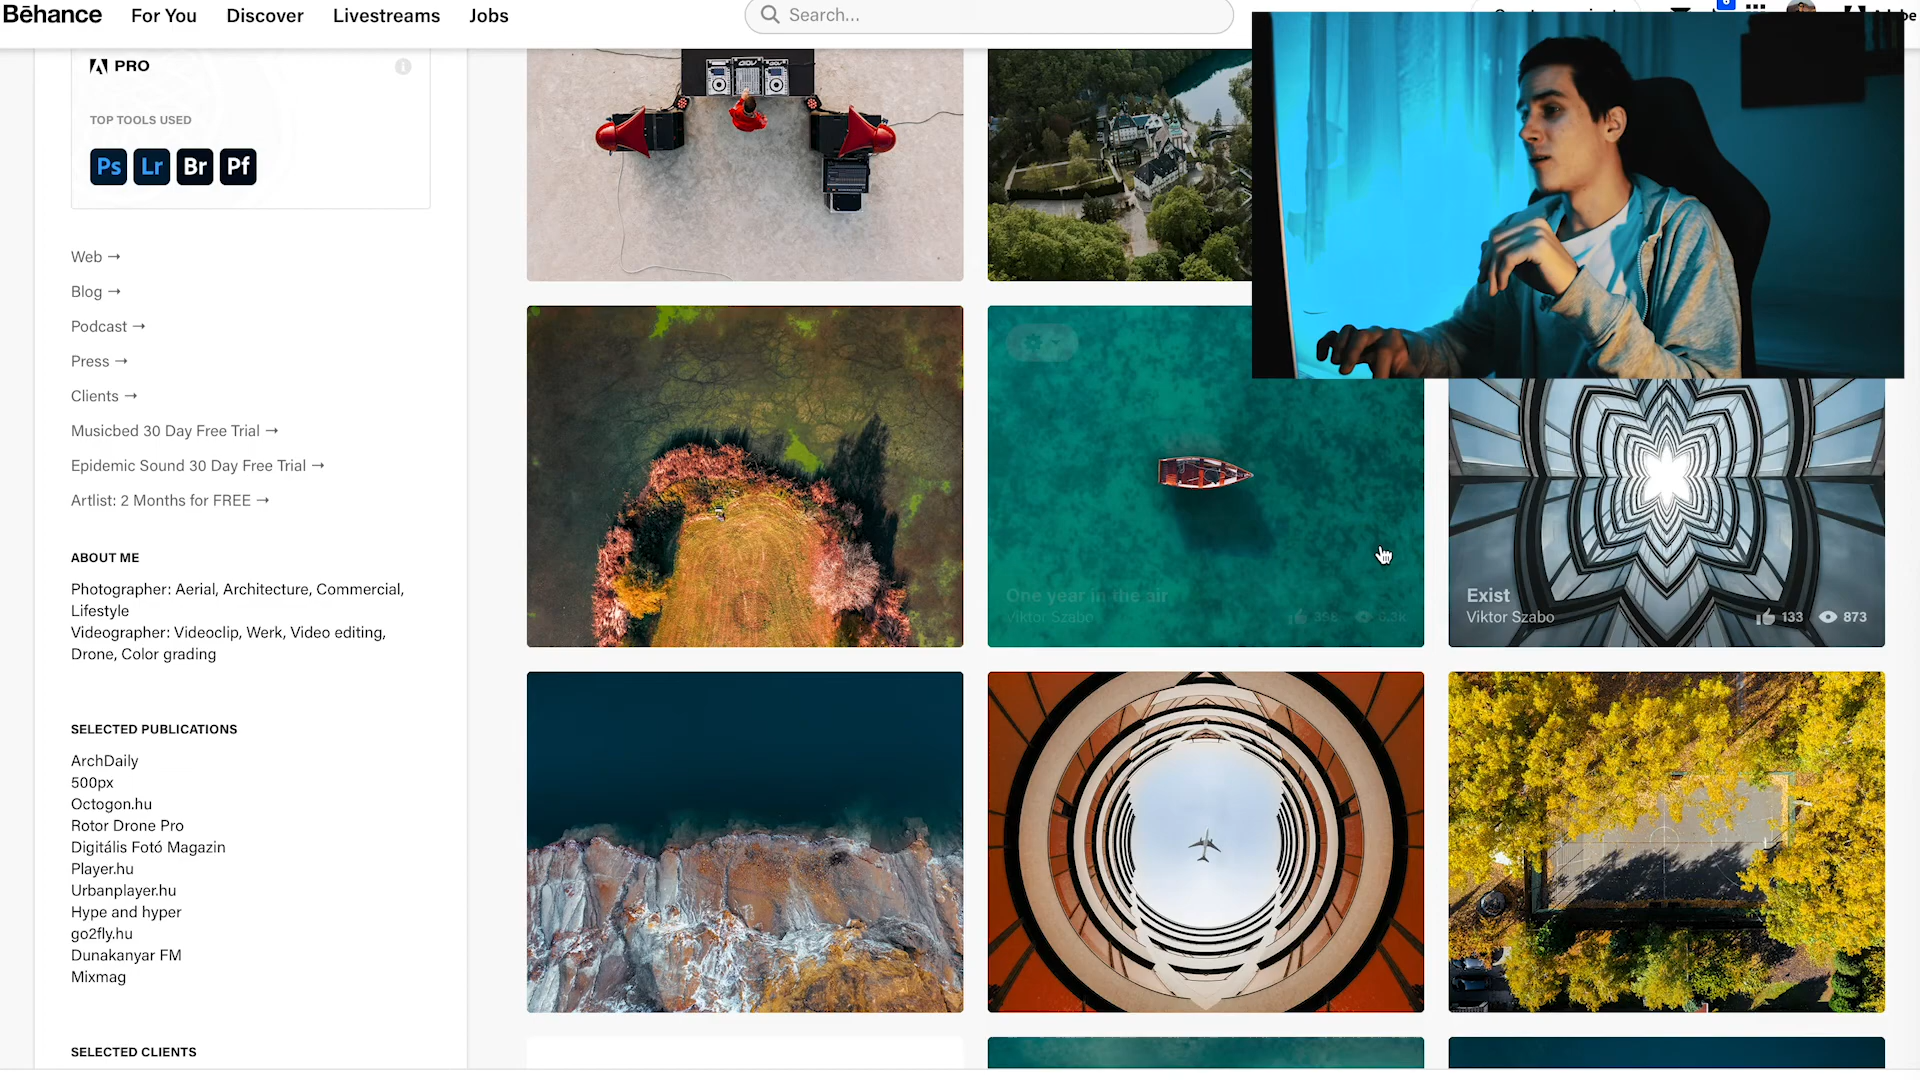 Bēhance For You Discover Livestreams Jobs Search...
PRO
TOP TOOLS USED
Ps Lr Br Pf
Web →
Blog →
Podcast →
Press →
Clients →
Musicbed 30 Day Free Trial →
Epidemic Sound 30 Day Free Trial →
Artlist: 2 Months for FREE →
ABOUT ME
Photographer: Aerial, Architecture, Commercial,
Lifestyle
Videographer: Videoclip, Werk, Video editing,
Drone, Color grading
SELECTED PUBLICATIONS
ArchDaily
500px
Octogon.hu
Rotor Drone Pro
Digitális Fotó Magazin
Player.hu
Urbanplayer.hu
Hype and hyper
go2fly.hu
Dunakanyar FM
Mixmag
SELECTED CLIENTS
One year in the air
Viktor Szabo 6.3k
Exist
Viktor Szabo 133 873